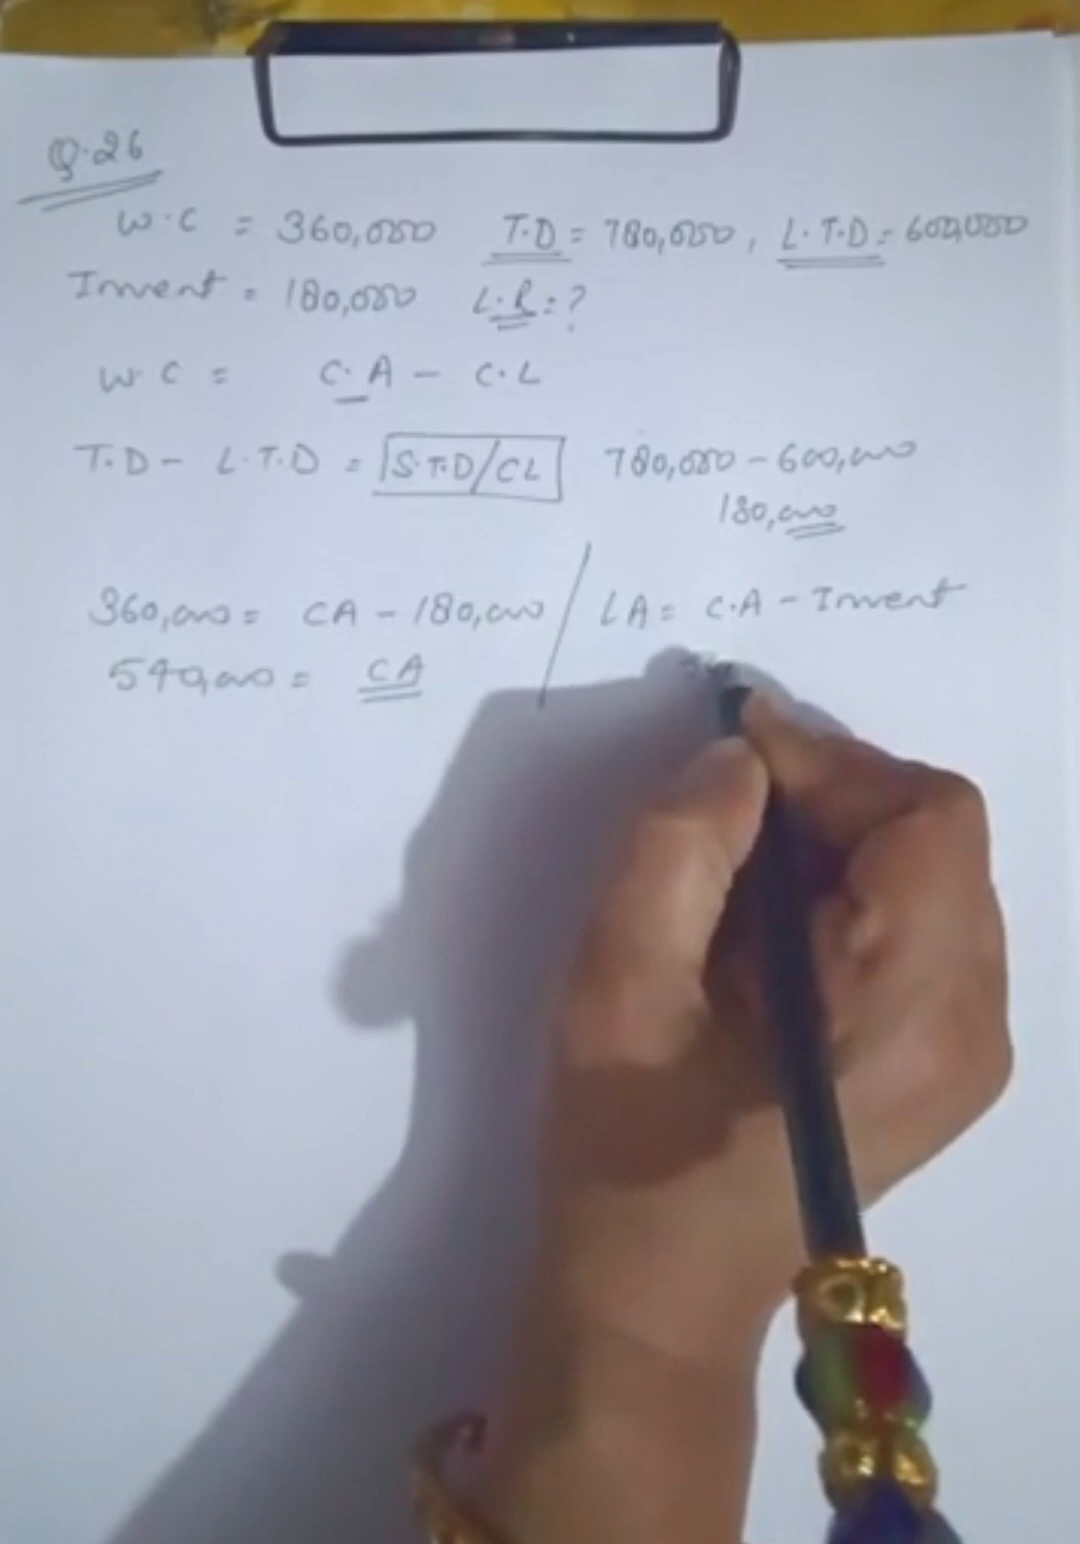 Q.26
W.C = 360,000 T.D = 780,000, L.T.D = 600,000
Invent = 180,000 L.R = ?
W.C = C.A - C.L
T.D - L.T.D = S.T.D/CL 780,000 - 600,000
180,000
360,000 = CA - 180,000 / LA = C.A - Invent
540,000 = CA